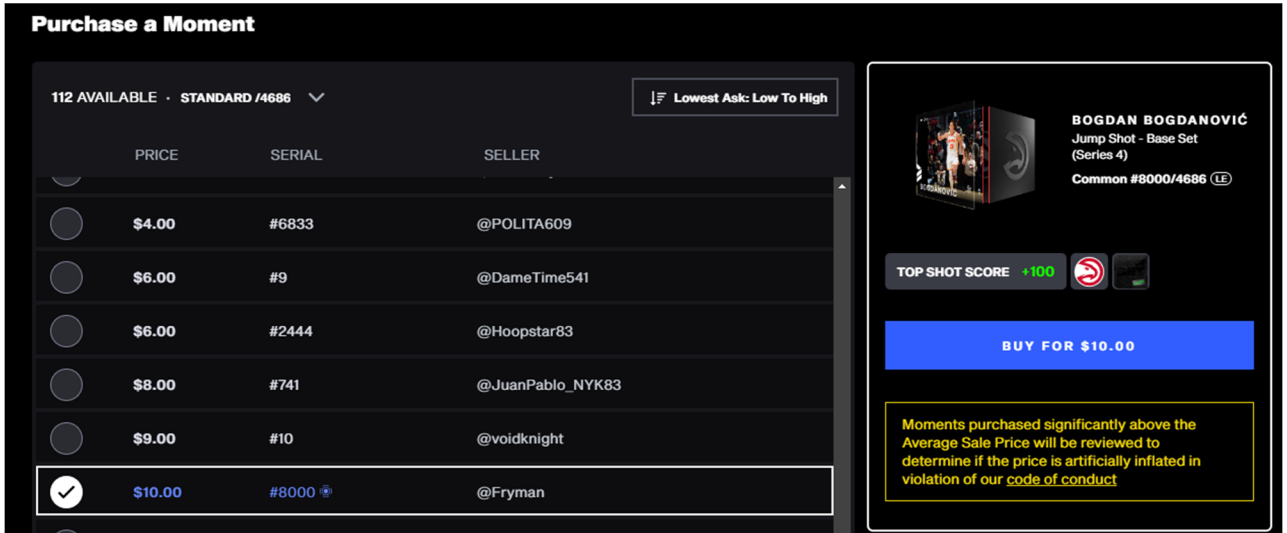 Purchase a Moment
112 AVAILABLE · STANDARD /4686
Lowest Ask: Low To High
PRICE SERIAL SELLER
$4.00 #6833 @POLITA609
$6.00 #9 @DameTime541
$6.00 #2444 @Hoopstar83
$8.00 #741 @JuanPablo_NYK83
$9.00 #10 @voidknight
$10.00 #8000 @Fryman
BOGDANOVIĆ
BOGDAN BOGDANOVIĆ
Jump Shot - Base Set
(Series 4)
Common #8000/4686 LE
TOP SHOT SCORE +100
BUY FOR $10.00
Moments purchased significantly above the
Average Sale Price will be reviewed to
determine if the price is artificially inflated in
violation of our code of conduct